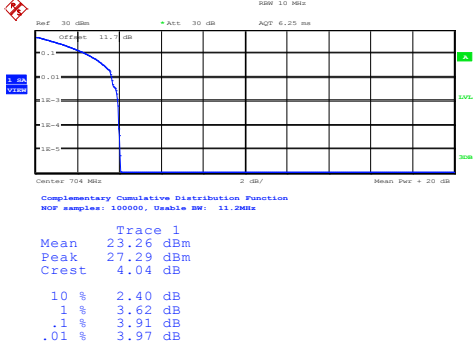 RBW 10 MHz
Ref 30 dBm * Att 30 dB AQT 6.25 ms
Offset 11.7 dB
0.1
A
0.01
1 SA
VIEW
1E-3
LVL
1E-4
1E-5
3DB
Center 704 MHz 2 dB/ Mean Pwr + 20 dB
Complementary Cumulative Distribution Function
NOF samples: 100000, Usable BW: 11.2MHz
Trace 1
Mean 23.26 dBm
Peak 27.29 dBm
Crest 4.04 dB
10 % 2.40 dB
1 % 3.62 dB
.1 % 3.91 dB
.01 % 3.97 dB